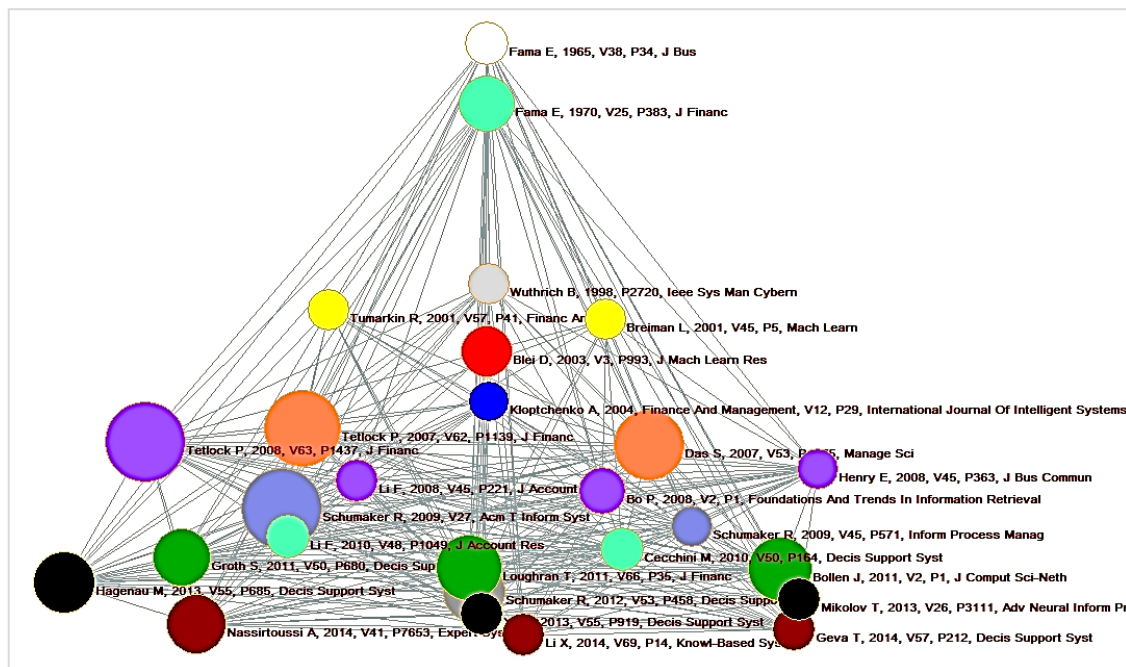 Fama E, 1965, V38, P34, J Bus
Fama E, 1970, V25, P383, J Financ
Wuthrich B, 1998, P2720, Ieee Sys Man Cybern
Tumarkin R, 2001, V57, P41, Financ An
Breiman L, 2001, V45, P5, Mach Learn
Blei D, 2003, V3, P993, J Mach Learn Res
Kloptchenko A, 2004, Finance And Management, V12, P29, International Journal Of Intelligent Systems
Tetlock P, 2007, V62, P1139, J Financ
Tetlock P, 2008, V63, P1437, J Financ
Das S, 2007, V53, Manage Sci
Henry E, 2008, V45, P363, J Bus Commun
Li F, 2008, V45, P221, J Account
Bo P, 2008, V2, P1, Foundations And Trends In Information Retrieval
Schumaker R, 2009, V27, Acm T Inform Syst
Schumaker R, 2009, V45, P571, Inform Process Manag
Li F, 2010, V48, P1049, J Account Res
Cecchini M, 2010, V50, P164, Decis Support Syst
Groth S, 2011, V50, P680, Decis Sup
Loughran T, 2011, V66, P35, J Financ
Bollen J, 2011, V2, P1, J Comput Sci-Neth
Hagenau M, 2013, V55, P685, Decis Support Syst
Schumaker R, 2012, V53, P458, Decis Supp
Mikolov T, 2013, V26, P3111, Adv Neural Inform Pr
2013, V55, P919, Decis Support Syst
Nassirtoussi A, 2014, V41, P7653, Expert Sy
Li X, 2014, V69, P14, Knowl-Based Sy
Geva T, 2014, V57, P212, Decis Support Syst